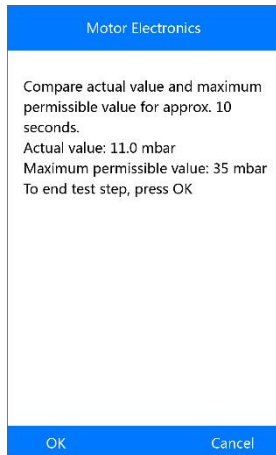 Motor Electronics
Compare actual value and maximum
permissible value for approx. 10
seconds.
Actual value: 11.0 mbar
Maximum permissible value: 35 mbar
To end test step, press OK
OK
Cancel